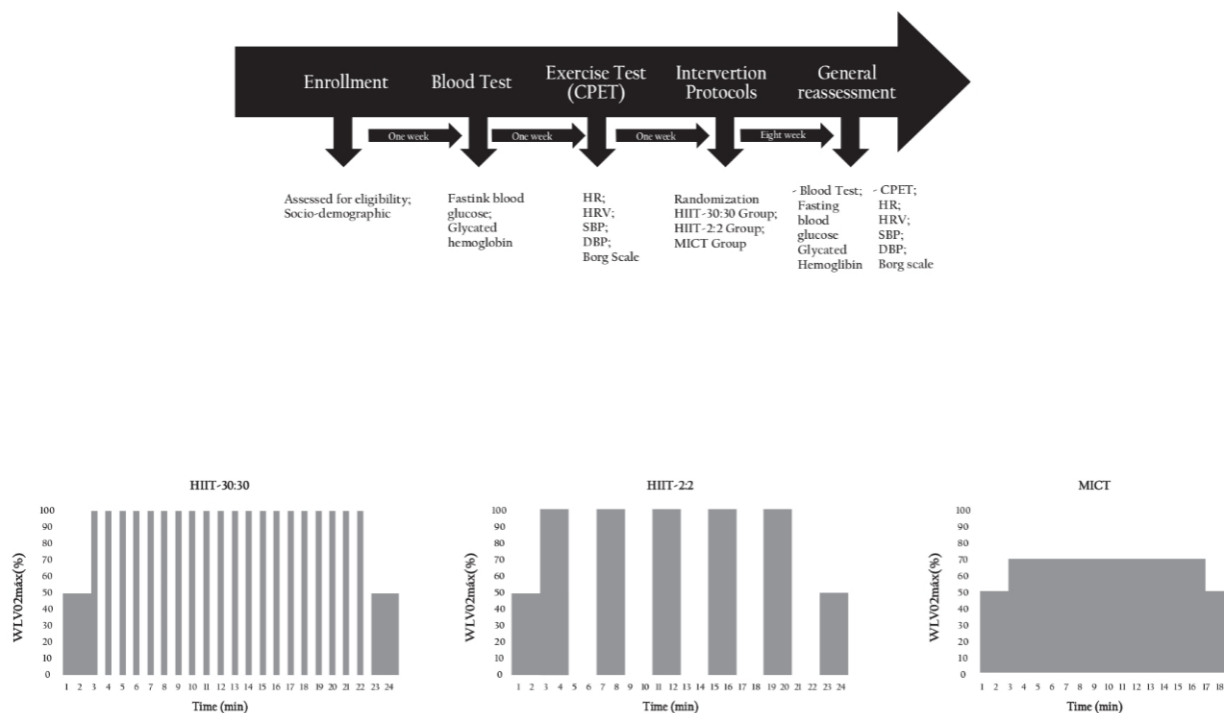 Enrollment
Blood Test
Exercise Test
(CPET)
Intervertion
Protocols
General
reassessment
One week
One week
One week
Eight week
Assessed for eligibility;
Socio-demographic
Fastink blood
glucose;
Glycated
hemoglobin
HR;
HRV;
SBP;
DBP;
Borg Scale
Randomization
HIIT-30:30 Group;
HIIT-2:2 Group;
MICT Group
- Blood Test;
Fasting
blood
glucose
Glycated
Hemoglibin
- CPET;
HR;
HRV;
SBP;
DBP;
Borg scale
HIIT-30:30
WLV02máx(%)
100
90
80
70
60
50
40
30
20
10
0
1 2 3 4 5 6 7 8 9 10 11 12 13 14 15 16 17 18 19 20 21 22 23 24
Time (min)
HIIT-2:2
WLV02máx(%)
100
90
80
70
60
50
40
30
20
10
0
1 2 3 4 5 6 7 8 9 10 11 12 13 14 15 16 17 18 19 20 21 22 23 24
Time (min)
MICT
WLV02máx(%)
100
90
80
70
60
50
40
30
20
10
0
1 2 3 4 5 6 7 8 9 10 11 12 13 14 15 16 17 18
Time (min)